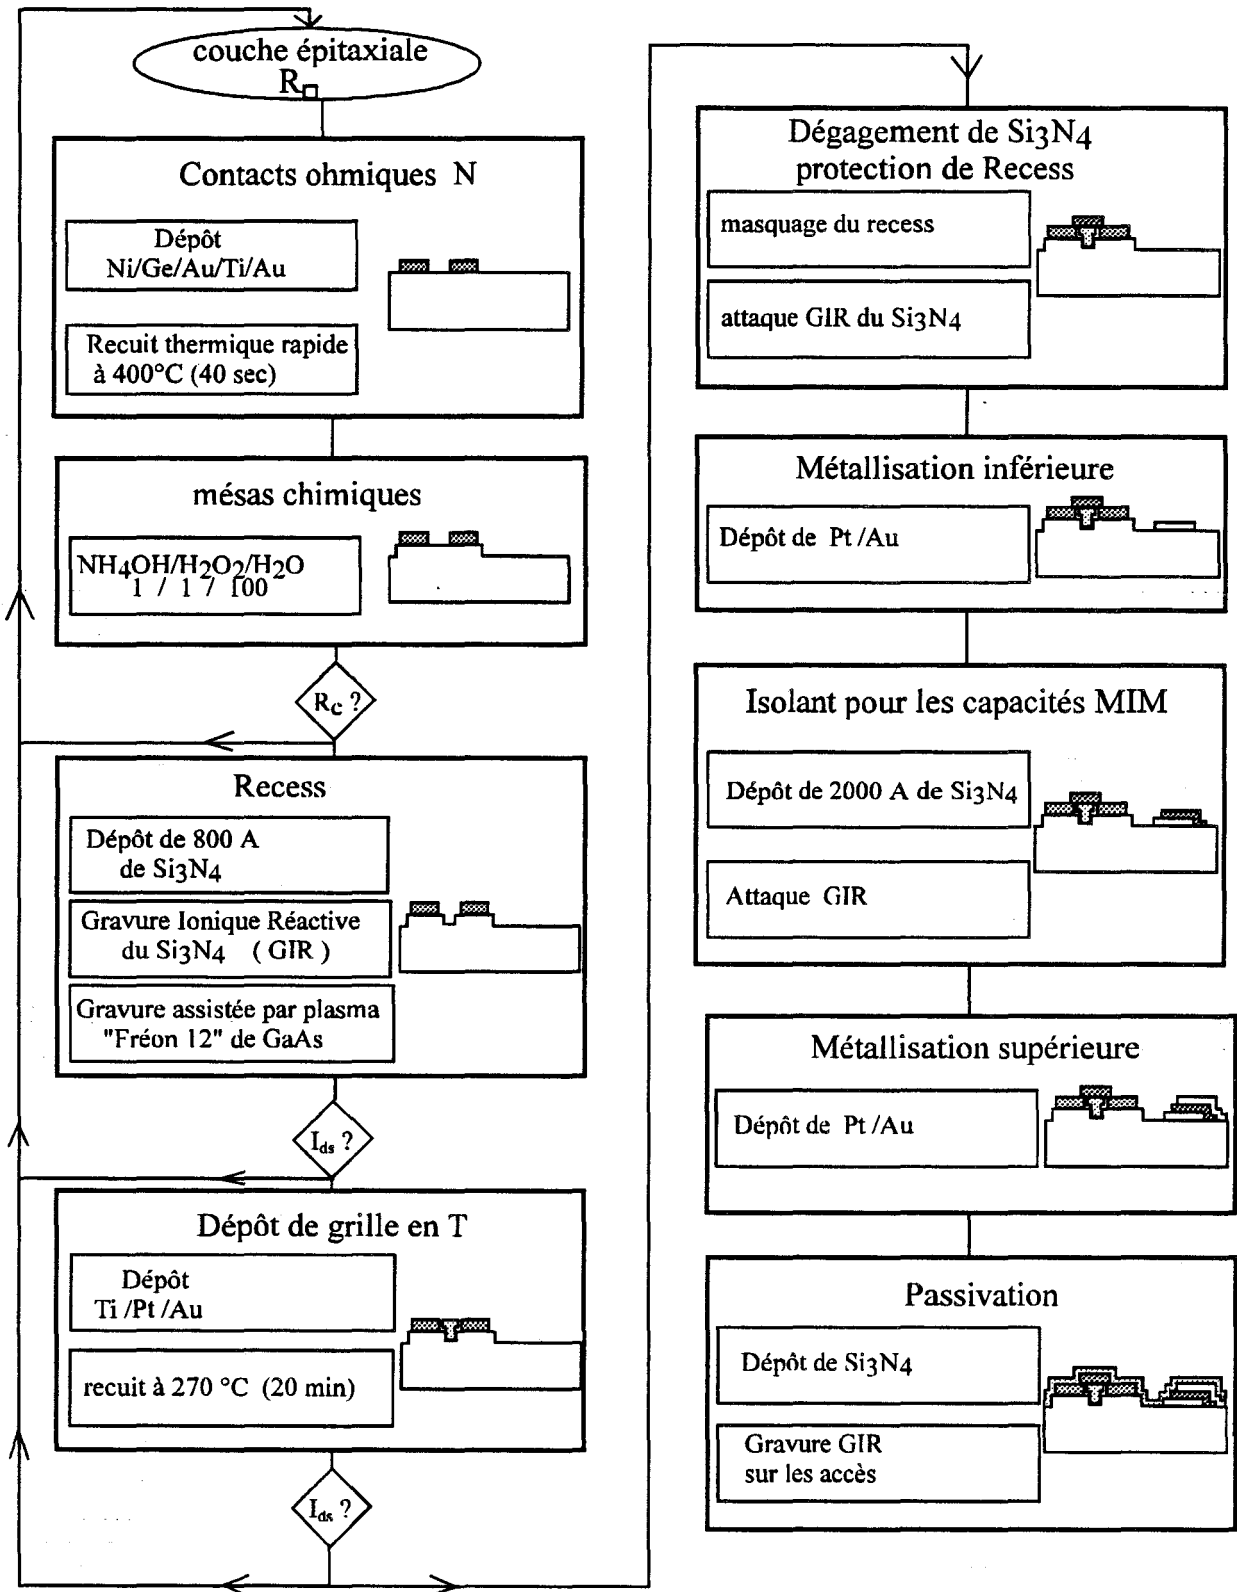 couche épitaxiale
R□
Contacts ohmiques N
Dépôt
Ni/Ge/Au/Ti/Au
Recuit thermique rapide
à 400°C (40 sec)
mésas chimiques
NH4OH/H2O2/H2O
1 / 1 / 100
Rc ?
Recess
Dépôt de 800 A
de Si3N4
Gravure Ionique Réactive
du Si3N4 ( GIR )
Gravure assistée par plasma
"Fréon 12" de GaAs
Ids ?
Dépôt de grille en T
Dépôt
Ti /Pt /Au
recuit à 270 °C (20 min)
Ids ?
Dégagement de Si3N4
protection de Recess
masquage du recess
attaque GIR du Si3N4
Métallisation inférieure
Dépôt de Pt /Au
Isolant pour les capacités MIM
Dépôt de 2000 A de Si3N4
Attaque GIR
Métallisation supérieure
Dépôt de Pt /Au
Passivation
Dépôt de Si3N4
Gravure GIR
sur les accès